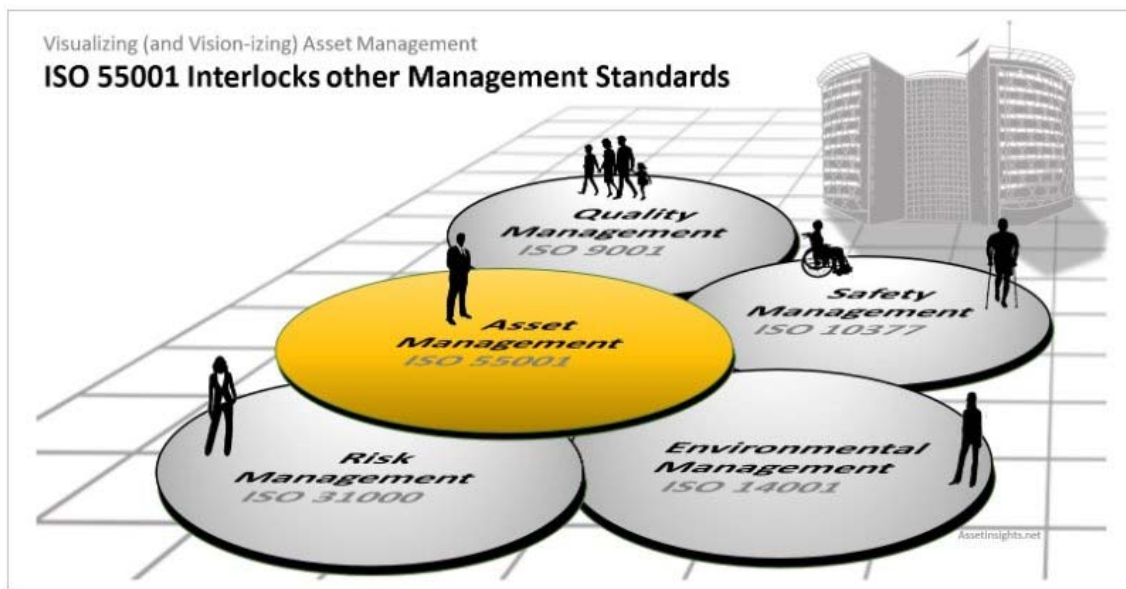 Visualizing (and Vision-izing) Asset Management
ISO 55001 Interlocks other Management Standards
Quality
Management
ISO 9001
Safety
Management
ISO 10377
Asset
Management
ISO 55001
Risk
Management
ISO 31000
Environmental
Management
ISO 14001
Assetinsights.net